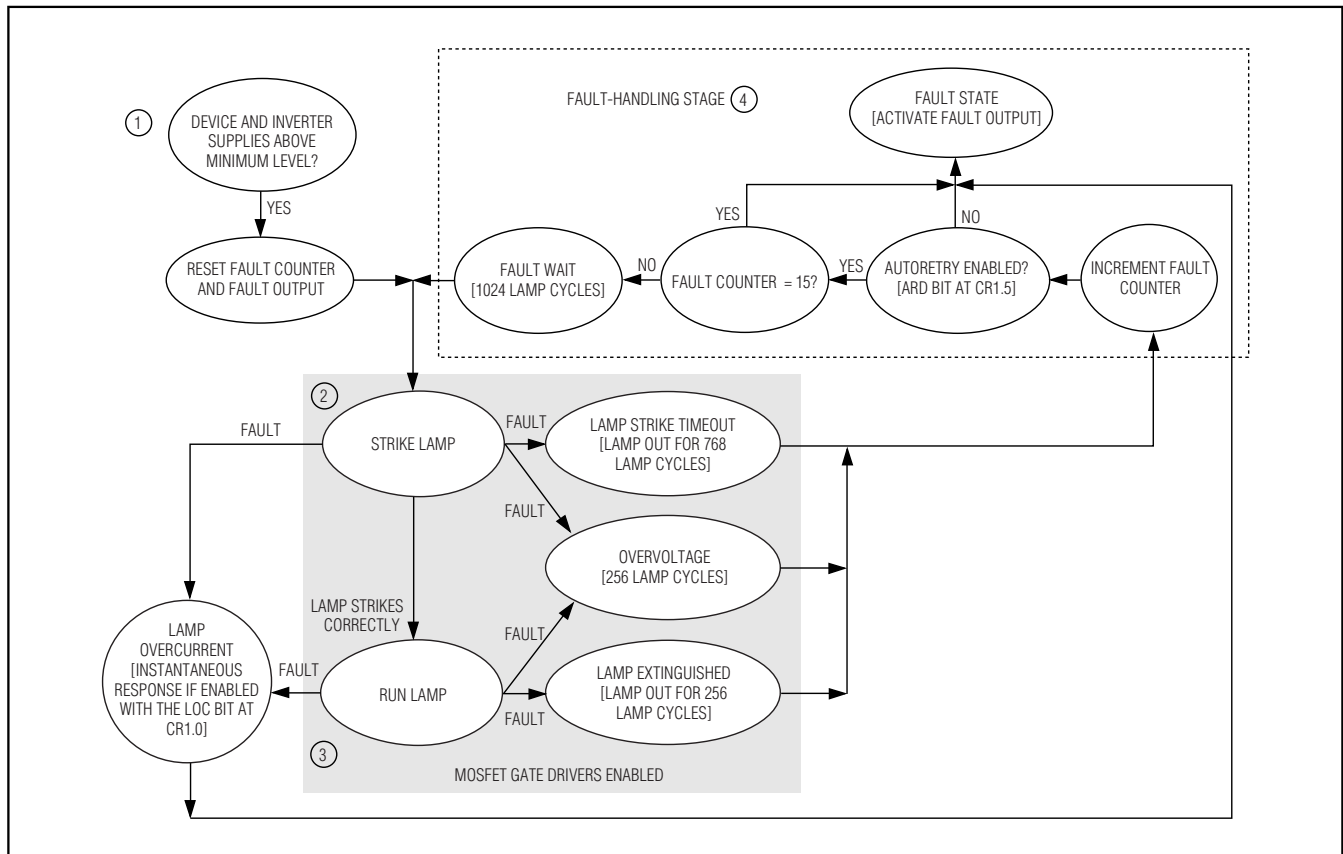 1
DEVICE AND INVERTER
SUPPLIES ABOVE
MINIMUM LEVEL?
YES
RESET FAULT COUNTER
AND FAULT OUTPUT
FAULT-HANDLING STAGE 4
FAULT STATE
[ACTIVATE FAULT OUTPUT]
YES
NO
FAULT WAIT
[1024 LAMP CYCLES]
NO
FAULT COUNTER = 15?
YES
AUTORETRY ENABLED?
[ARD BIT AT CR1.5]
INCREMENT FAULT
COUNTER
2
FAULT
STRIKE LAMP
FAULT
LAMP STRIKE TIMEOUT
[LAMP OUT FOR 768
LAMP CYCLES]
FAULT
OVERVOLTAGE
[256 LAMP CYCLES]
LAMP STRIKES
CORRECTLY
FAULT
LAMP
OVERCURRENT
[INSTANTANEOUS
RESPONSE IF ENABLED
WITH THE LOC BIT AT
CR1.0]
FAULT
RUN LAMP
FAULT
LAMP EXTINGUISHED
[LAMP OUT FOR 256
LAMP CYCLES]
3
MOSFET GATE DRIVERS ENABLED